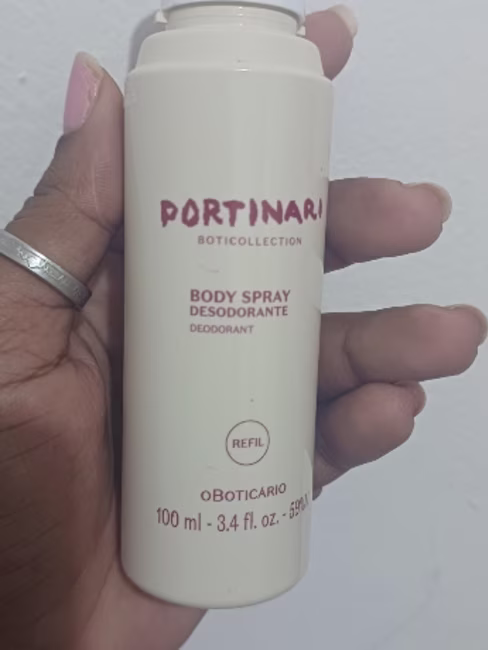 PORTINARI
BOTICOLLECTION
BODY SPRAY
DESODORANTE
DEODORANT
REFIL
oBOTICÁRIO
100 ml - 3.4 fl. oz. -